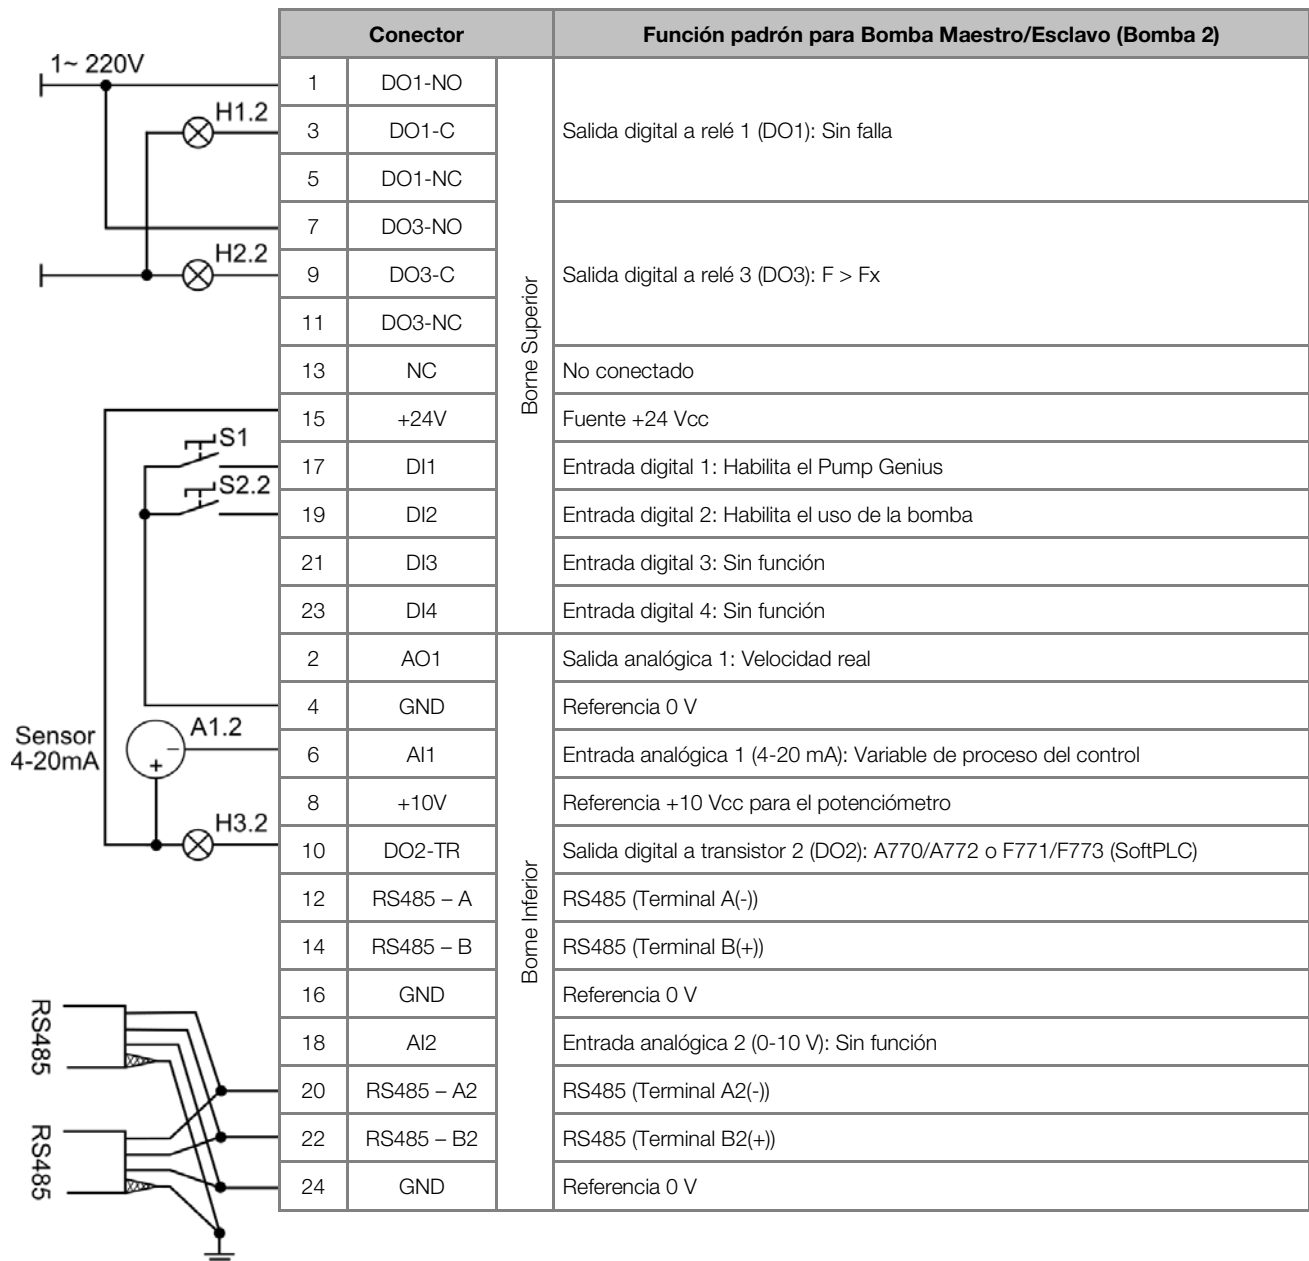 Conector Función padrón para Bomba Maestro/Esclavo (Bomba 2)
1~ 220V
1 DO1-NO
H1.2
3 DO1-C Salida digital a relé 1 (DO1): Sin falla
5 DO1-NC
7 DO3-NO
H2.2
9 DO3-C Salida digital a relé 3 (DO3): F > Fx
11 DO3-NC
Borne Superior
13 NC No conectado
15 +24V Fuente +24 Vcc
S1
17 DI1 Entrada digital 1: Habilita el Pump Genius
S2.2
19 DI2 Entrada digital 2: Habilita el uso de la bomba
21 DI3 Entrada digital 3: Sin función
23 DI4 Entrada digital 4: Sin función
2 AO1 Salida analógica 1: Velocidad real
4 GND Referencia 0 V
Sensor
4-20mA
A1.2
−
+
6 AI1 Entrada analógica 1 (4-20 mA): Variable de proceso del control
8 +10V Referencia +10 Vcc para el potenciómetro
H3.2
10 DO2-TR Salida digital a transistor 2 (DO2): A770/A772 o F771/F773 (SoftPLC)
Borne Inferior
12 RS485 – A RS485 (Terminal A(-))
14 RS485 – B RS485 (Terminal B(+))
16 GND Referencia 0 V
RS485
18 AI2 Entrada analógica 2 (0-10 V): Sin función
20 RS485 – A2 RS485 (Terminal A2(-))
RS485
22 RS485 – B2 RS485 (Terminal B2(+))
24 GND Referencia 0 V